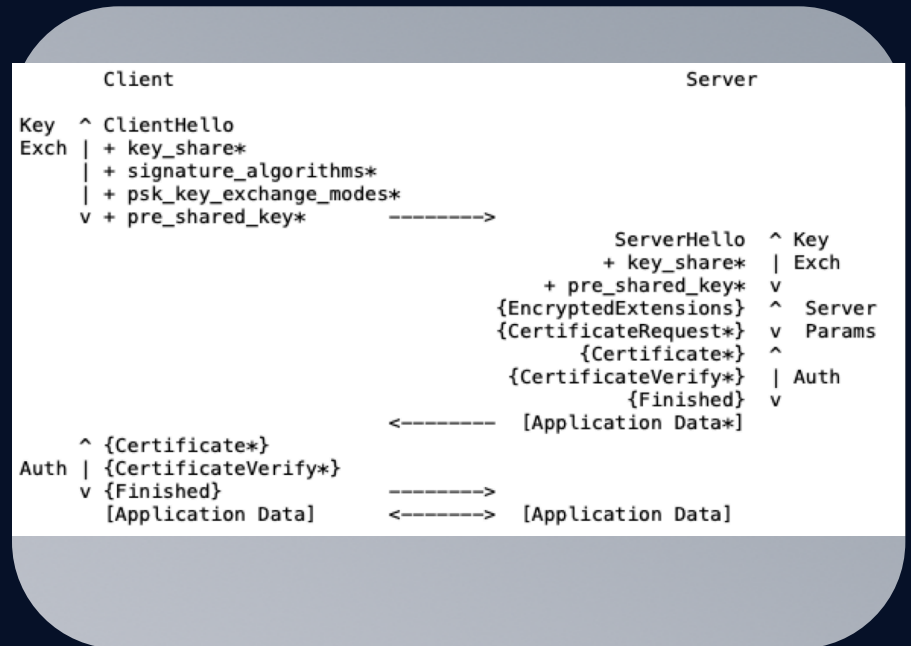 Client                                           Server
Key  ^ ClientHello
Exch | + key_share*
     | + signature_algorithms*
     | + psk_key_exchange_modes*
     v + pre_shared_key*       -------->
                                                  ServerHello  ^ Key
                                                 + key_share*  | Exch
                                            + pre_shared_key*  v
                                        {EncryptedExtensions}  ^  Server
                                        {CertificateRequest*}  v  Params
                                               {Certificate*}  ^
                                         {CertificateVerify*}  | Auth
                                                   {Finished}  v
                               <--------  [Application Data*]
     ^ {Certificate*}
Auth | {CertificateVerify*}
     v {Finished}              -------->
       [Application Data]      <------->  [Application Data]